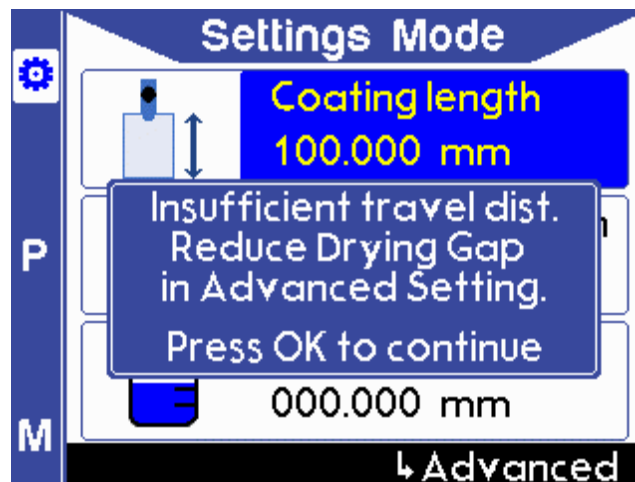 Settings Mode
Coating length
100.000 mm
Insufficient travel dist.
Reduce Drying Gap
in Advanced Setting.
Press OK to continue
P
000.000 mm
M
↳ Advanced